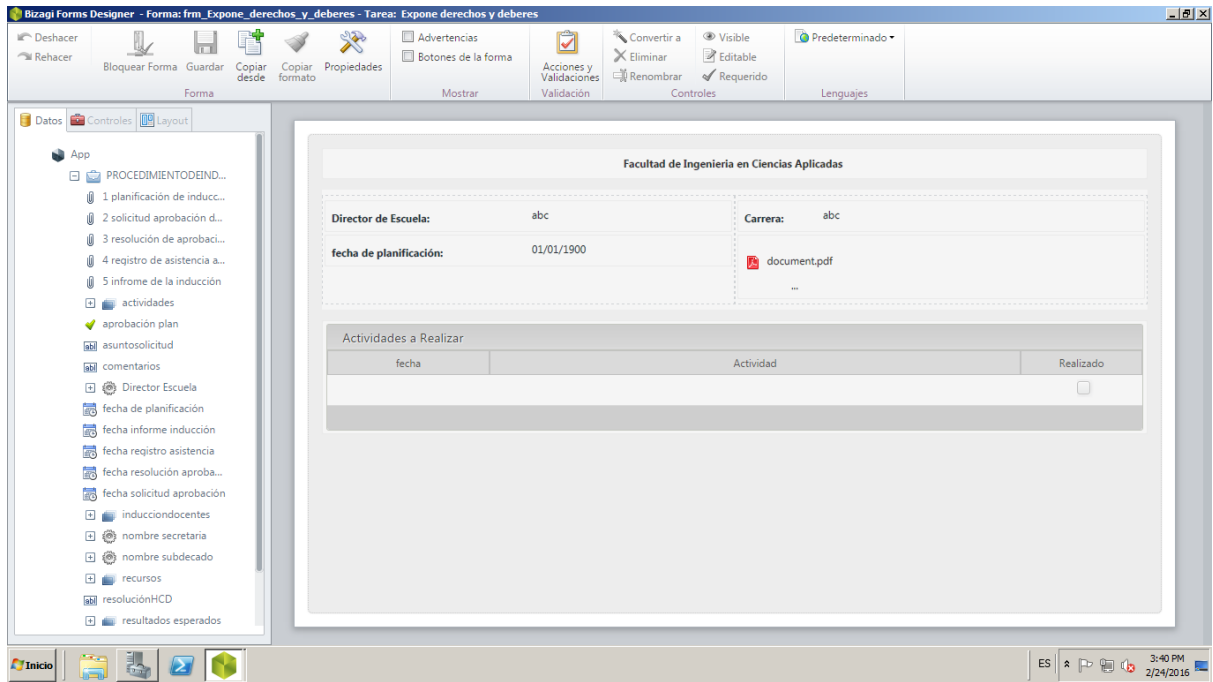 Bizagi Forms Designer - Forma: frm_Expone_derechos_y_deberes - Tarea: Expone derechos y deberes
Deshacer
Rehacer
Bloquear Forma
Guardar
Copiar desde
Forma
Copiar formato
Propiedades
Advertencias
Botones de la forma
Mostrar
Acciones y Validaciones
Validación
Convertir a
Eliminar
Renombrar
Visible
Editable
Requerido
Controles
Predeterminado
Lenguajes
Datos
Controles
Layout
App
PROCEDIMIENTODEIND...
1 planificación de inducc...
2 solicitud aprobación d...
3 resolución de aprobaci...
4 registro de asistencia a...
5 infrome de la inducción
actividades
aprobación plan
abl asuntosolicitud
abl comentarios
Director Escuela
fecha de planificación
fecha informe inducción
fecha registro asistencia
fecha resolución aproba...
fecha solicitud aprobación
inducciondocentes
nombre secretaria
nombre subdecado
recursos
abl resoluciónHCD
resultados esperados
Facultad de Ingenieria en Ciencias Aplicadas
Director de Escuela: abc
Carrera: abc
fecha de planificación: 01/01/1900
document.pdf
...
Actividades a Realizar
fecha Actividad Realizado
Inicio
ES
3:40 PM
2/24/2016